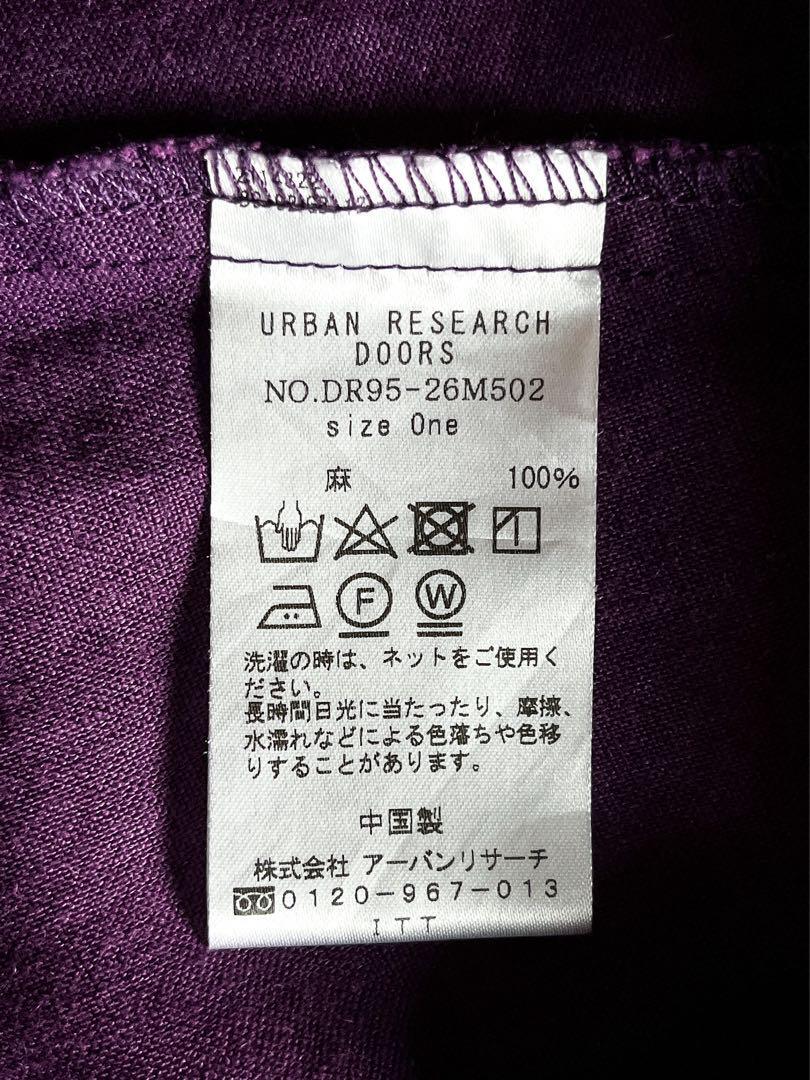 URBAN RESEARCH
DOORS
NO.DR95-26M502
size One
麻 100%
F W
洗濯の時は、ネットをご使用く
ださい。
長時間日光に当たったり、摩擦、
水濡れなどによる色落ちや色移
りすることがあります。
中国製
株式会社 アーバンリサーチ
0120-967-013
ITT